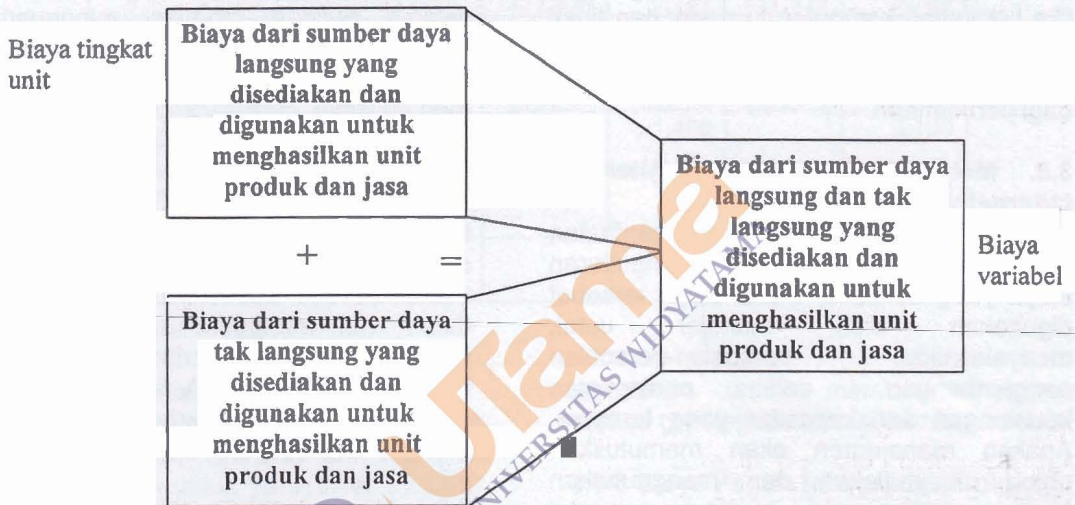 Biaya tingkat
unit
Biaya dari sumber daya
langsung yang
disediakan dan
digunakan untuk
menghasilkan unit
produk dan jasa
+
=
Biaya dari sumber daya
tak langsung yang
disediakan dan
digunakan untuk
menghasilkan unit
produk dan jasa
Biaya dari sumber daya
langsung dan tak
langsung yang
disediakan dan
digunakan untuk
menghasilkan unit
produk dan jasa
Biaya
variabel
Utama
UNIVERSITAS WIDYATAMA